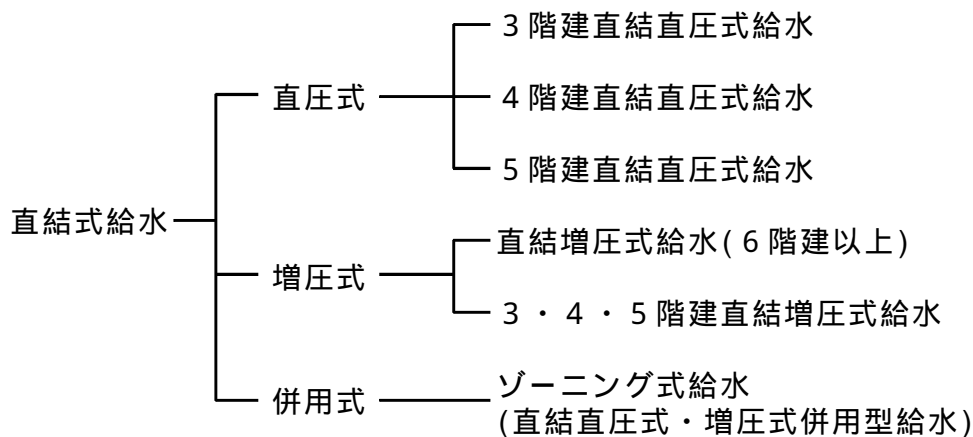 3階建直結直圧式給水
直圧式
4階建直結直圧式給水
5階建直結直圧式給水
直結式給水
直結増圧式給水(6階建以上)
増圧式
3・4・5階建直結増圧式給水
併用式
ゾーニング式給水
(直結直圧式・増圧式併用型給水)